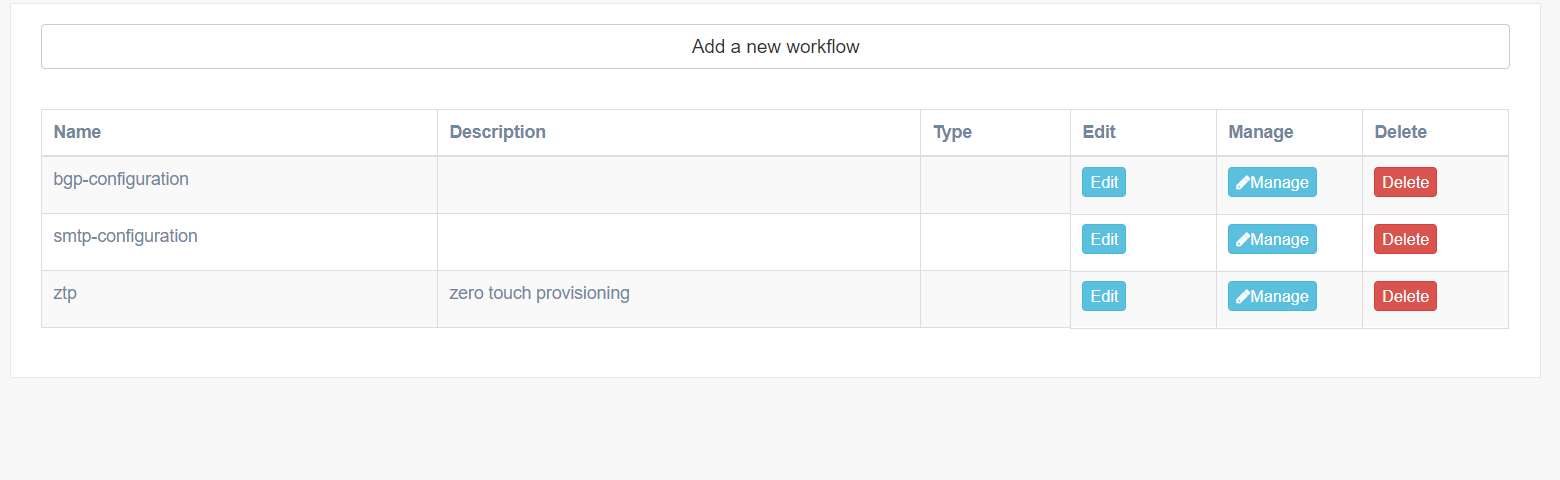 Add a new workflow
Name Description Type Edit Manage Delete
bgp-configuration Edit Manage Delete
smtp-configuration Edit Manage Delete
ztp zero touch provisioning Edit Manage Delete